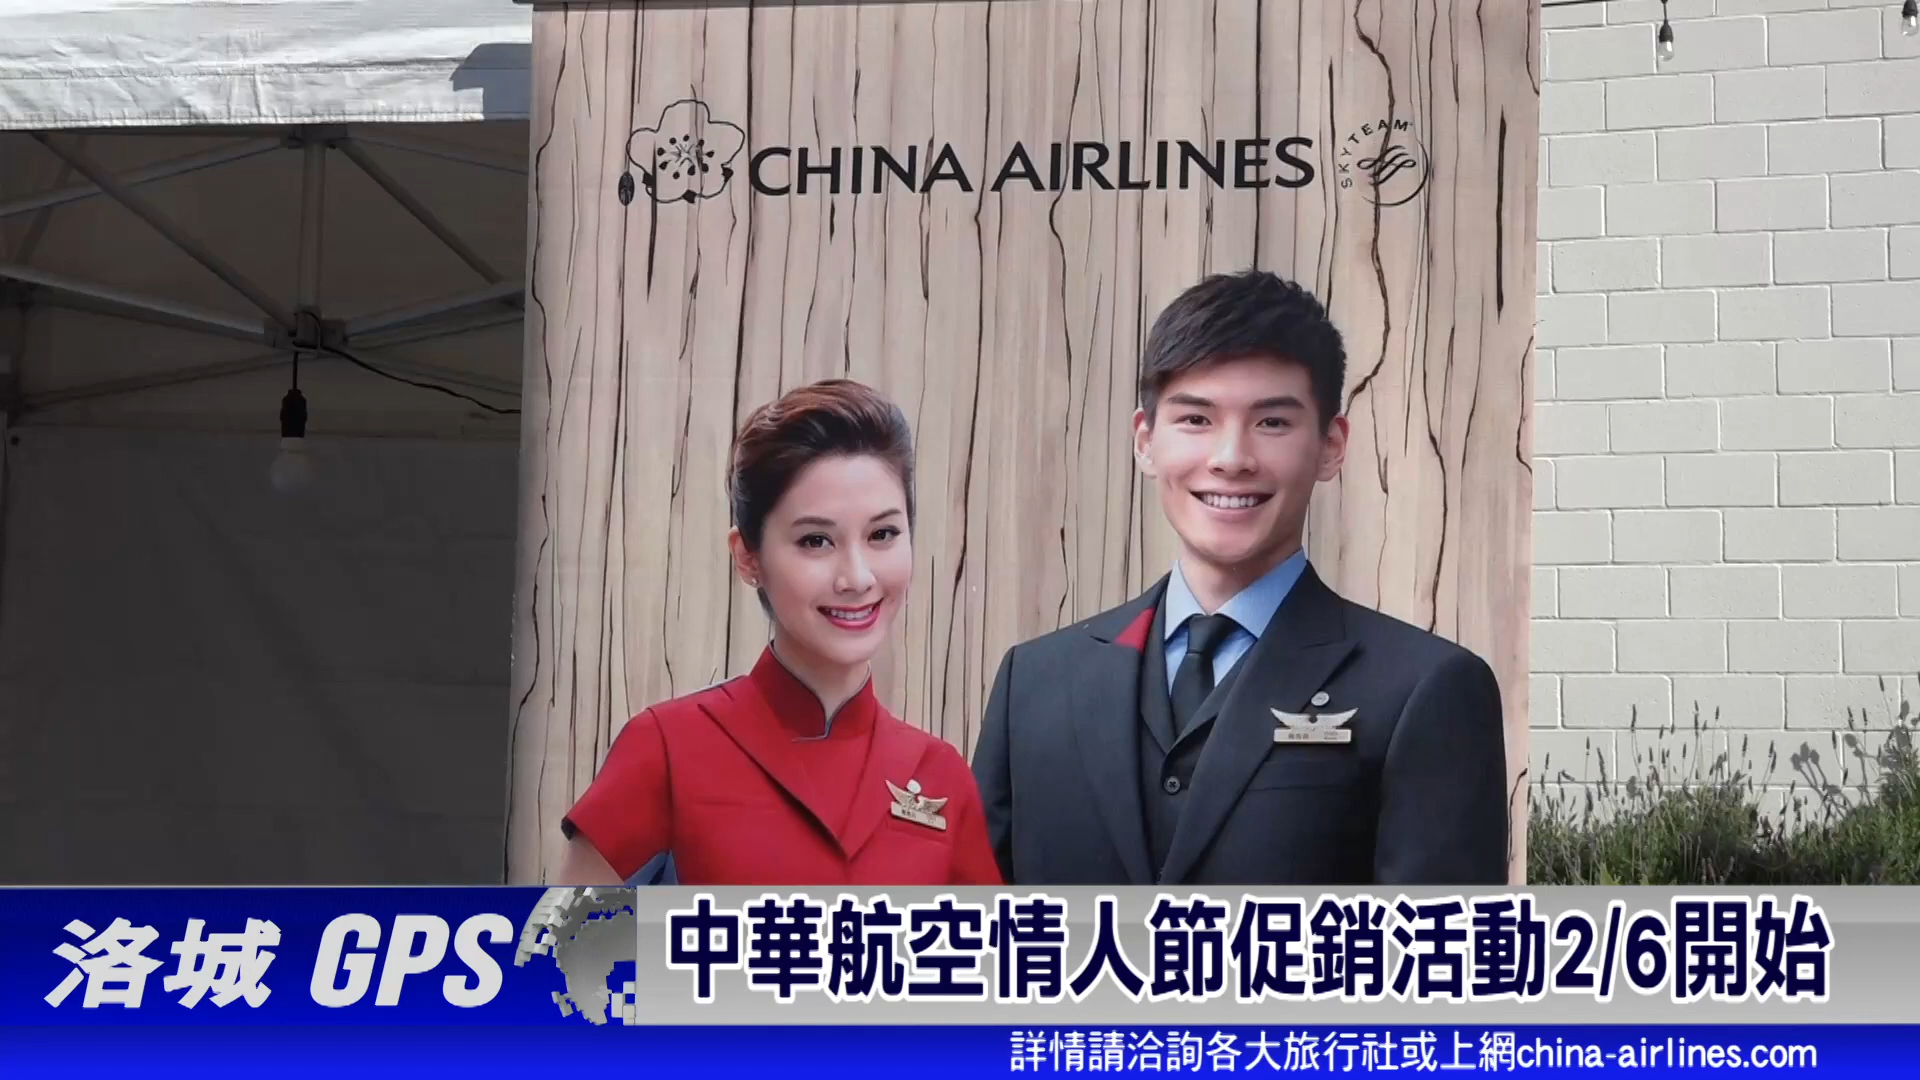 CHINA AIRLINES
SKYTEAM
洛城 GPS
中華航空情人節促銷活動2/6開始
詳情請洽詢各大旅行社或上網china-airlines.com